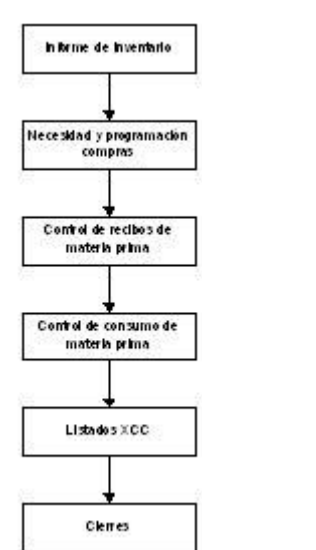 Informe de Inventario
Necesidad y programación
compras
Control de recibos de
materia prima
Control de consumo de
materia prima
Listados XCC
Cierres